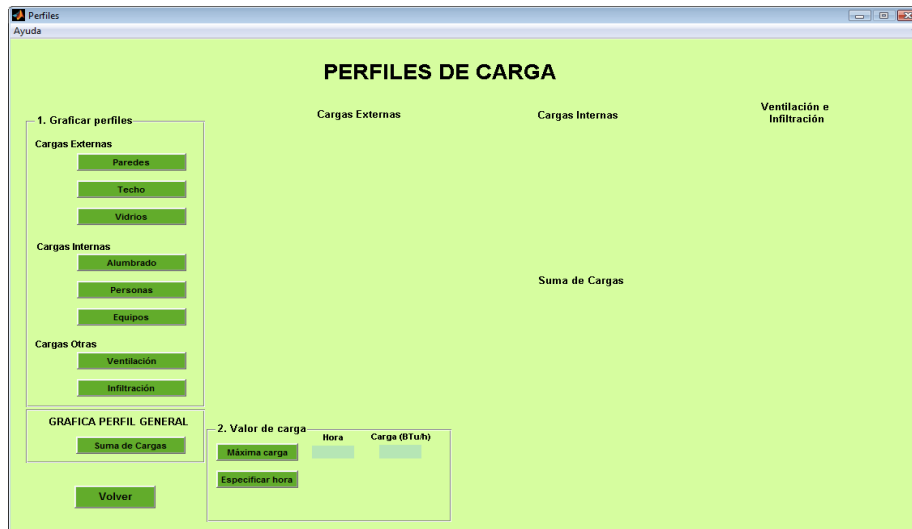 Perfiles
Ayuda
PERFILES DE CARGA
Cargas Externas
Cargas Internas
Ventilación e
Infiltración
1. Graficar perfiles
Cargas Externas
Paredes
Techo
Vidrios
Cargas Internas
Alumbrado
Personas
Equipos
Cargas Otras
Ventilación
Infiltración
Suma de Cargas
GRAFICA PERFIL GENERAL
Suma de Cargas
Volver
2. Valor de carga
Hora
Carga (BTu/h)
Máxima carga
Especificar hora